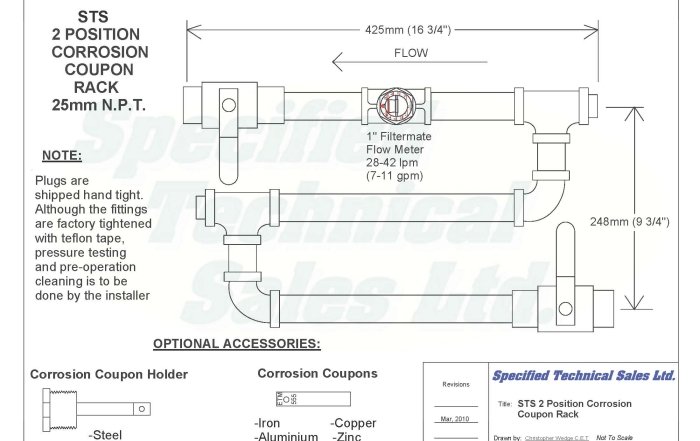 STS
2 POSITION
CORROSION
COUPON
RACK
25mm N.P.T.
425mm (16 3/4")
FLOW
1" Filtermate
Flow Meter
28-42 lpm
(7-11 gpm)
NOTE:
Plugs are
shipped hand tight.
Although the fittings
are factory tightened
with teflon tape,
pressure testing
and pre-operation
cleaning is to be
done by the installer
248mm (9 3/4")
Specified
Technical
Sales Ltd.
OPTIONAL ACCESSORIES:
Corrosion Coupon Holder
-Steel
Corrosion Coupons
ETM
555
-Iron -Copper
-Aluminium -Zinc
Revisions
Mar, 2010
Specified Technical Sales Ltd.
Title: STS 2 Position Corrosion
Coupon Rack
Drawn by: Christopher Wedge C.E.T Not To Scale